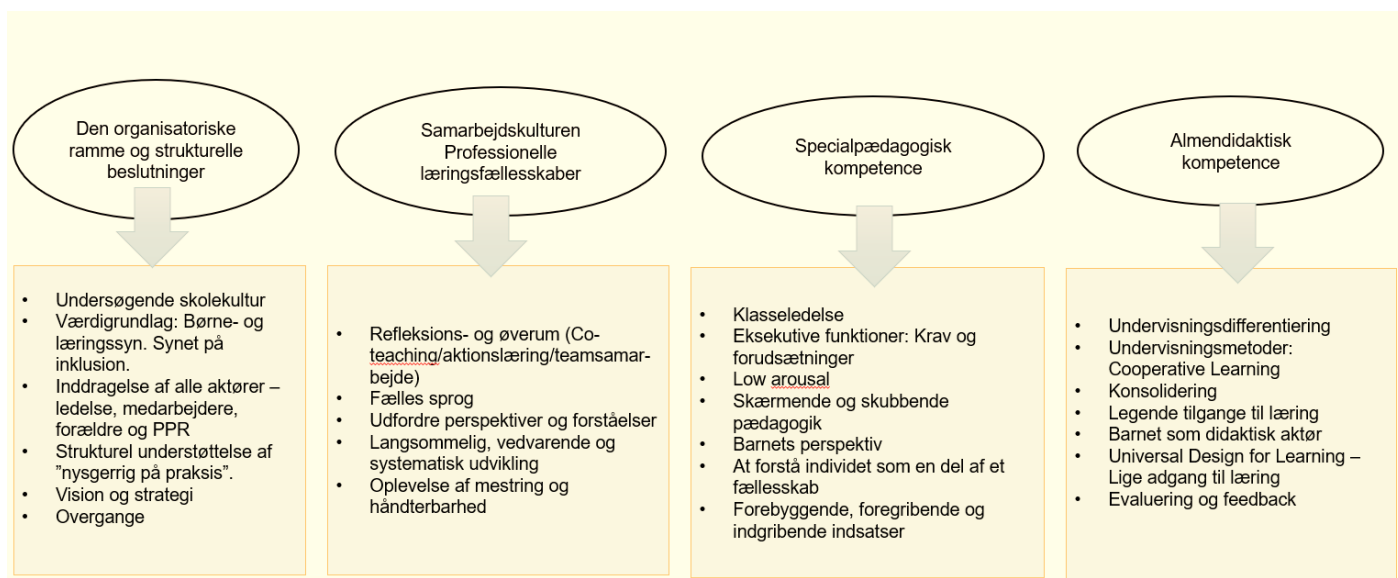 Den organisatoriske
ramme og strukturelle
beslutninger
Samarbejdskulturen
Professionelle
læringsfællesskaber
Specialpædagogisk
kompetence
Almendidaktisk
kompetence
• Undersøgende skolekultur
• Værdigrundlag: Børne- og
læringssyn. Synet på
inklusion.
• Inddragelse af alle aktører –
ledelse, medarbejdere,
forældre og PPR
• Strukturel understøttelse af
”nysgerrig på praksis”.
• Vision og strategi
• Overgange
• Refleksions- og øverum (Co-
teaching/aktionslæring/teamsamar-
bejde)
• Fælles sprog
• Udfordre perspektiver og forståelser
• Langsommelig, vedvarende og
systematisk udvikling
• Oplevelse af mestring og
håndterbarhed
• Klasseledelse
• Eksekutive funktioner: Krav og
forudsætninger
• Low arousal
• Skærmende og skubbende
pædagogik
• Barnets perspektiv
• At forstå individet som en del af et
fællesskab
• Forebyggende, foregribende og
indgribende indsatser
• Undervisningsdifferentiering
• Undervisningsmetoder:
Cooperative Learning
• Konsolidering
• Legende tilgange til læring
• Barnet som didaktisk aktør
• Universal Design for Learning –
Lige adgang til læring
• Evaluering og feedback